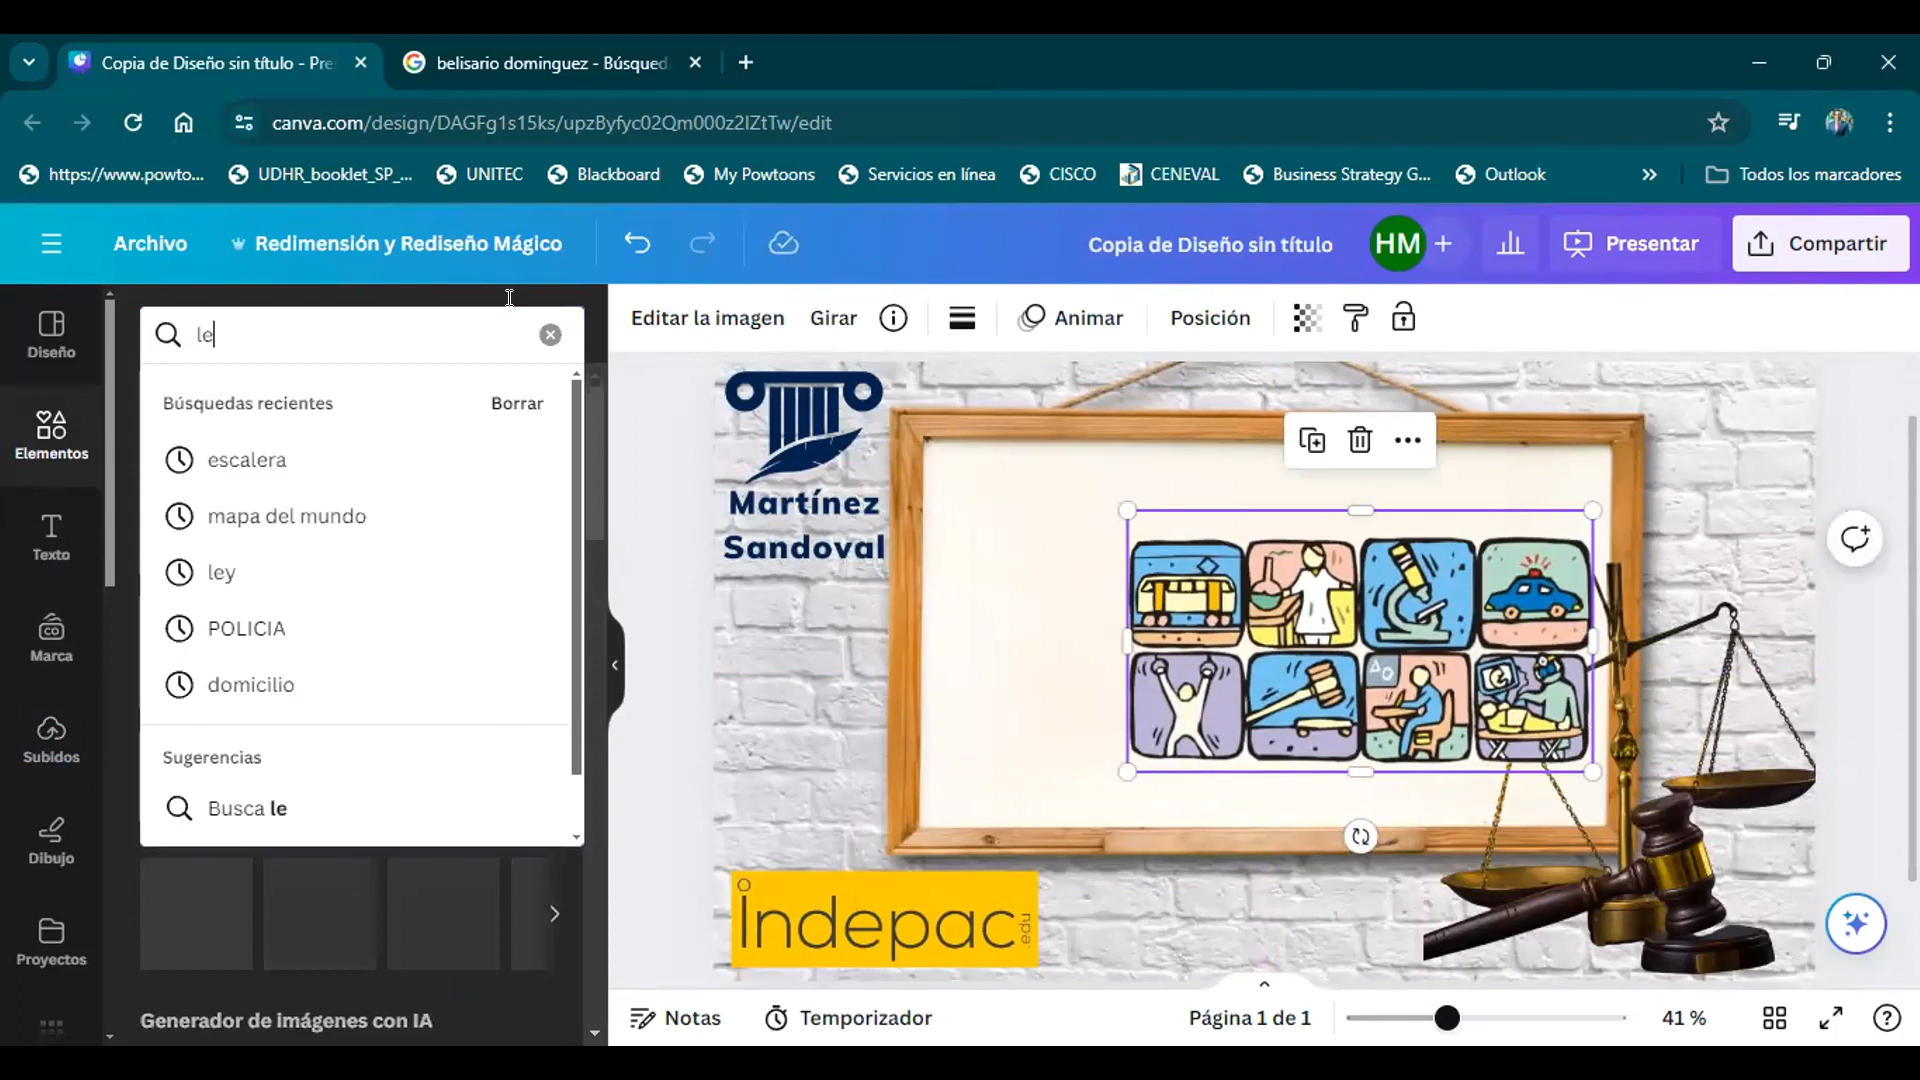 Copia de Diseño sin título - Pre
belisario dominguez - Búsqued
canva.com/design/DAGFg1s15ks/upzByfyc02Qm000z2lZtTw/edit
https://www.powto...
UDHR_booklet_SP_...
UNITEC
Blackboard
My Powtoons
Servicios en línea
CISCO
CENEVAL
Business Strategy G...
Outlook
Todos los marcadores
Archivo
Redimensión y Rediseño Mágico
Copia de Diseño sin título
HM
Presentar
Compartir
Diseño
Elementos
Texto
Marca
Subidos
Dibujo
Proyectos
le
Búsquedas recientes
Borrar
escalera
mapa del mundo
ley
POLICIA
domicilio
Sugerencias
Busca le
Generador de imágenes con IA
Editar la imagen
Girar
Animar
Posición
Martínez
Sandoval
indepac
.edu
Notas
Temporizador
Página 1 de 1
41 %